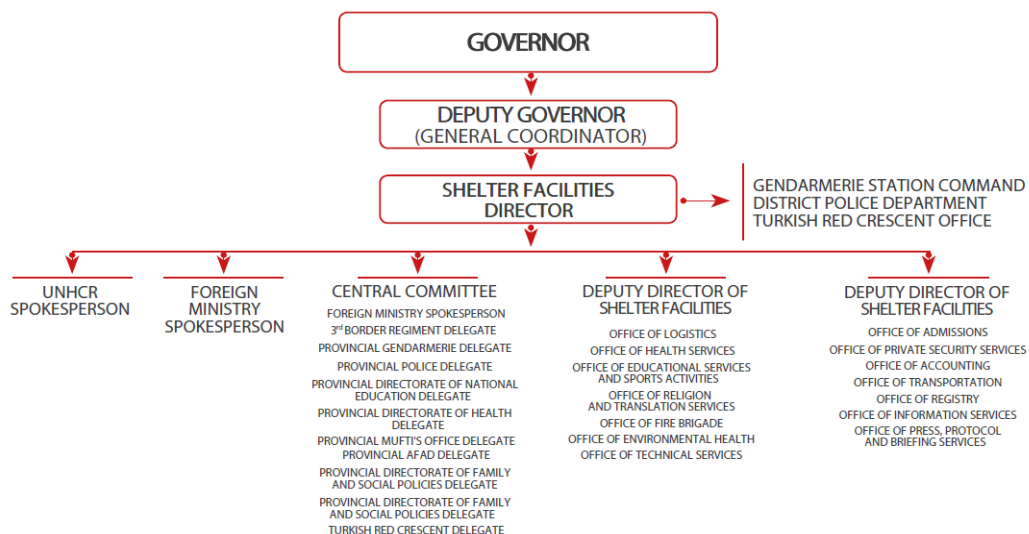 GOVERNOR
DEPUTY GOVERNOR
(GENERAL COORDINATOR)
SHELTER FACILITIES
DIRECTOR
GENDARMERIE STATION COMMAND
DISTRICT POLICE DEPARTMENT
TURKISH RED CRESCENT OFFICE
UNHCR
SPOKESPERSON
FOREIGN
MINISTRY
SPOKESPERSON
CENTRAL COMMITTEE
FOREIGN MINISTRY SPOKESPERSON
3rd BORDER REGIMENT DELEGATE
PROVINCIAL GENDARMERIE DELEGATE
PROVINCIAL POLICE DELEGATE
PROVINCIAL DIRECTORATE OF NATIONAL
EDUCATION DELEGATE
PROVINCIAL DIRECTORATE OF HEALTH
DELEGATE
PROVINCIAL MUFTI'S OFFICE DELEGATE
PROVINCIAL AFAD DELEGATE
PROVINCIAL DIRECTORATE OF FAMILY
AND SOCIAL POLICIES DELEGATE
PROVINCIAL DIRECTORATE OF FAMILY
AND SOCIAL POLICIES DELEGATE
TURKISH RED CRESCENT DELEGATE
DEPUTY DIRECTOR OF
SHELTER FACILITIES
OFFICE OF LOGISTICS
OFFICE OF HEALTH SERVICES
OFFICE OF EDUCATIONAL SERVICES
AND SPORTS ACTIVITIES
OFFICE OF RELIGION
AND TRANSLATION SERVICES
OFFICE OF FIRE BRIGADE
OFFICE OF ENVIRONMENTAL HEALTH
OFFICE OF TECHNICAL SERVICES
DEPUTY DIRECTOR OF
SHELTER FACILITIES
OFFICE OF ADMISSIONS
OFFICE OF PRIVATE SECURITY SERVICES
OFFICE OF ACCOUNTING
OFFICE OF TRANSPORTATION
OFFICE OF REGISTRY
OFFICE OF INFORMATION SERVICES
OFFICE OF PRESS, PROTOCOL
AND BRIEFING SERVICES